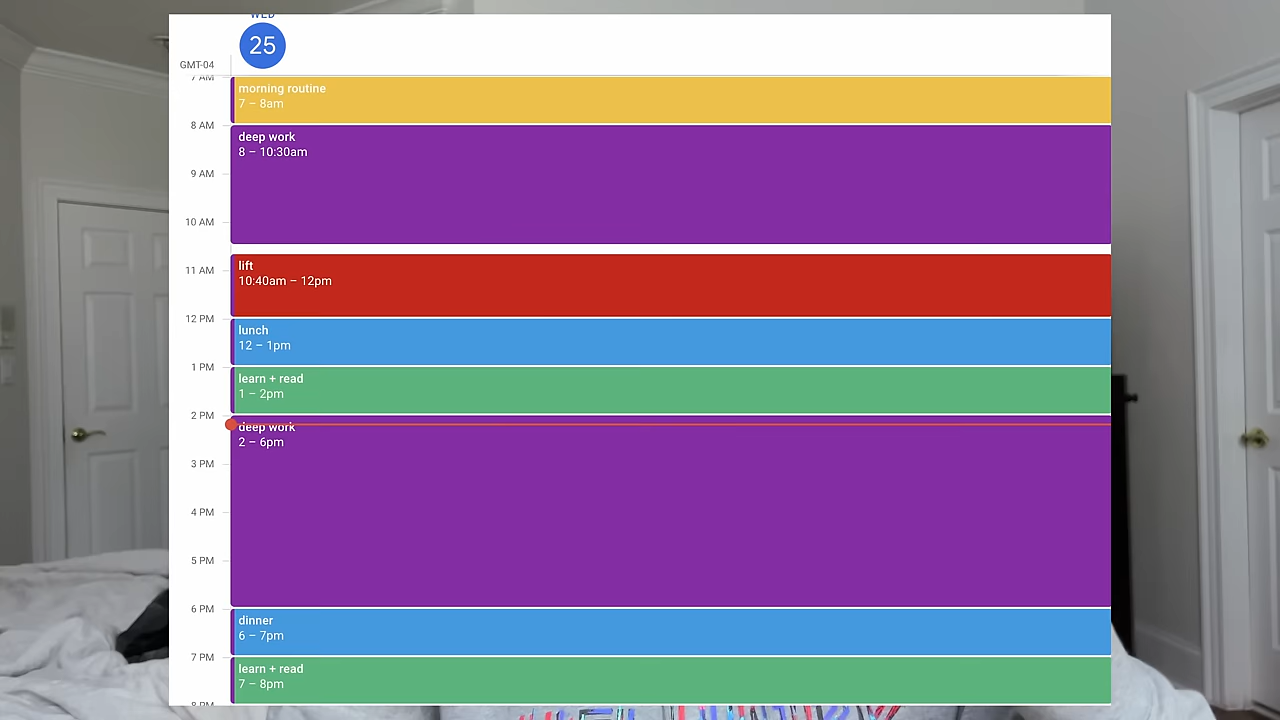 WED
25
GMT-04
7 AM
morning routine
7 – 8am
8 AM
deep work
8 – 10:30am
9 AM
10 AM
lift
11 AM
10:40am – 12pm
12 PM
lunch
12 – 1pm
1 PM
learn + read
1 – 2pm
2 PM
deep work
2 – 6pm
3 PM
4 PM
5 PM
6 PM
dinner
6 – 7pm
7 PM
learn + read
7 – 8pm
8 PM